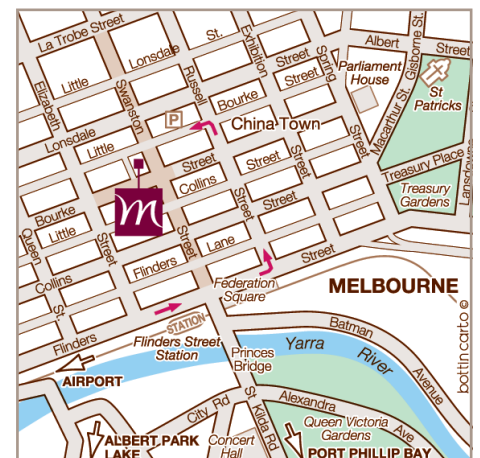 La Trobe Street
St.
Lonsdale
Exhibition
Street
Spring
Albert
Street
Gisborne St.
Parliament
House
St
Patricks
Little
Elizabeth
Swanston
Russell
Street
Bourke
P
China Town
Macarthur St.
Lonsdale
Little
Street
Street
Street
Treasury Place
Lansdowne
Collins
Treasury
Gardens
m
Bourke
Little
Street
Street
Street
Street
Queen
St.
Collins
Flinders
Lane
Street
Federation
Square
MELBOURNE
Flinders
STATION
Flinders Street
Station
Princes
Bridge
Yarra
River
Batman
Avenue
bottin carto ©
AIRPORT
City Rd
St Kilda Rd
Alexandra
Ave
Queen Victoria
Gardens
ALBERT PARK
LAKE
Concert
Hall
PORT PHILLIP BAY